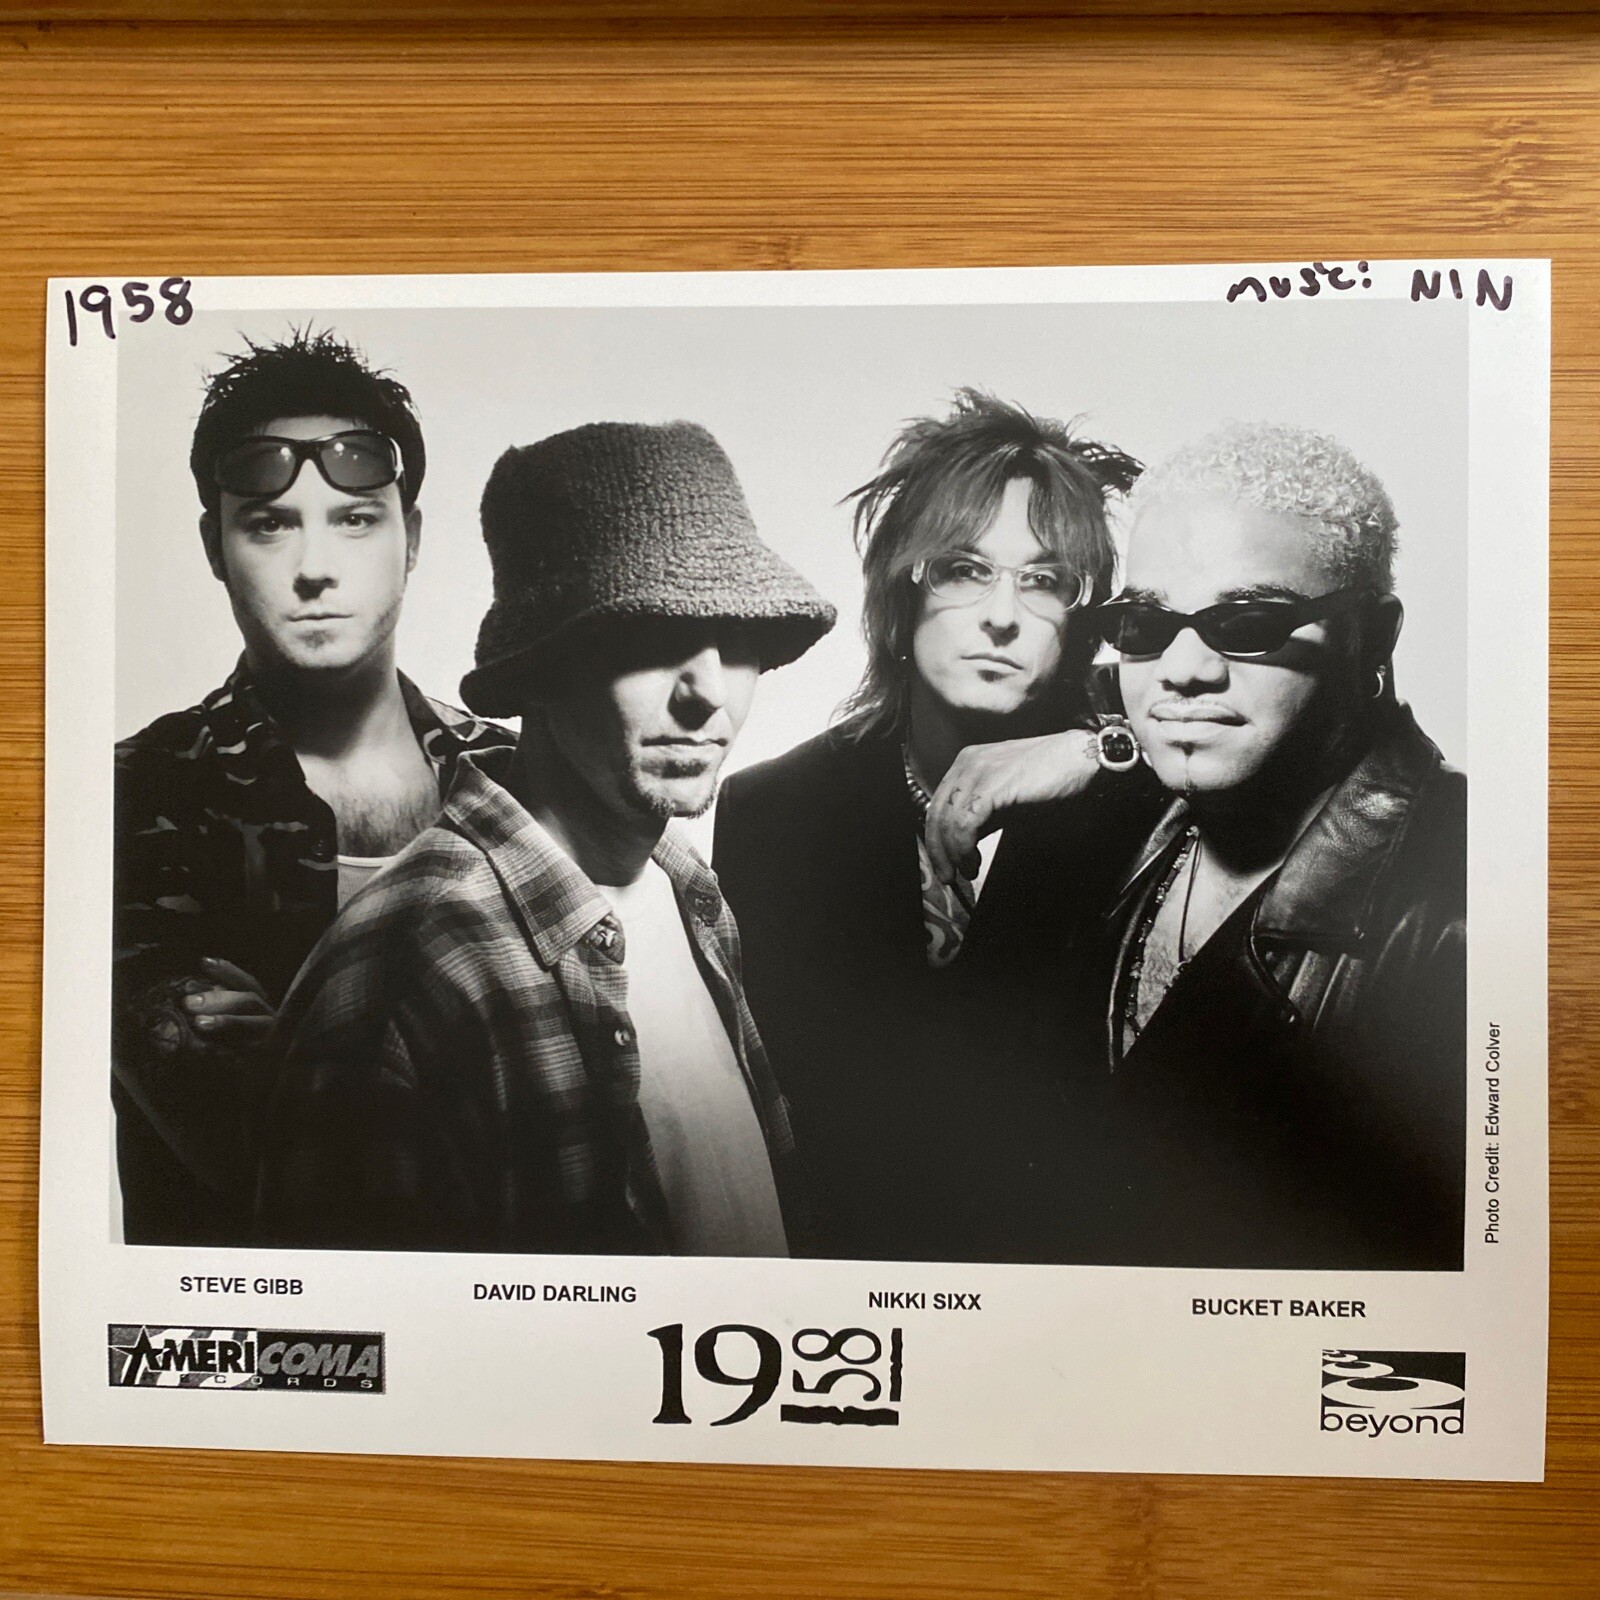 1958
music: NIN
Photo Credit: Edward Colver
STEVE GIBB
DAVID DARLING
NIKKI SIXX
BUCKET BAKER
AMERICOMA
RECORDS
1958
beyond